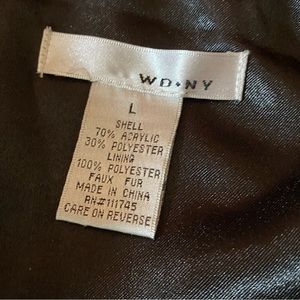 WD•NY
L
SHELL
70% ACRYLIC
30% POLYESTER
LINING
100% POLYESTER
FAUX FUR
MADE IN CHINA
RN#111745
CARE ON REVERSE